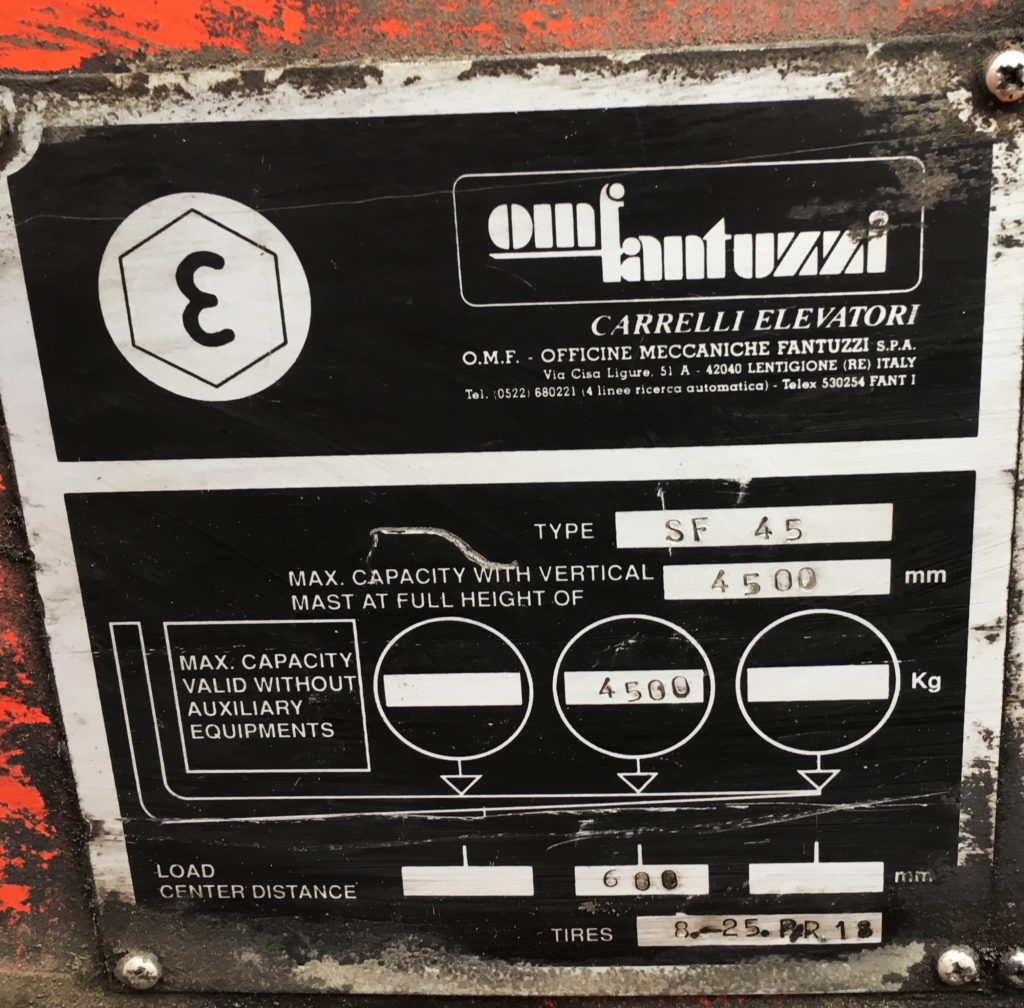 ε
omfantuzzi
CARRELLI ELEVATORI
O.M.F. - OFFICINE MECCANICHE FANTUZZI S.P.A.
Via Cisa Ligure, 51 A - 42040 LENTIGIONE (RE) ITALY
Tel. (0522) 680221 (4 linee ricerca automatica) - Telex 530254 FANT I
TYPE SF 45
MAX. CAPACITY WITH VERTICAL
MAST AT FULL HEIGHT OF 4500 mm
MAX. CAPACITY
VALID WITHOUT
AUXILIARY
EQUIPMENTS
4500 Kg
LOAD
CENTER DISTANCE 600 mm
TIRES 8.-25. PR 18